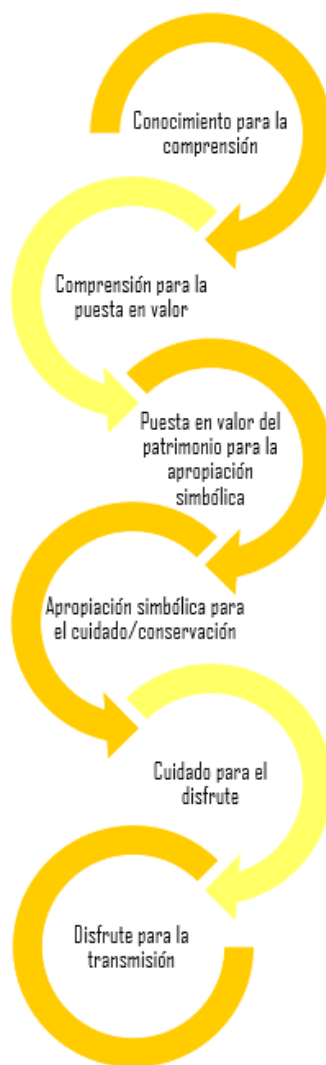 Conocimiento para la
comprensión
Comprensión para la
puesta en valor
Puesta en valor del
patrimonio para la
apropiación
simbólica
Apropiación simbólica para
el cuidado/conservación
Cuidado para el
disfrute
Disfrute para la
transmisión